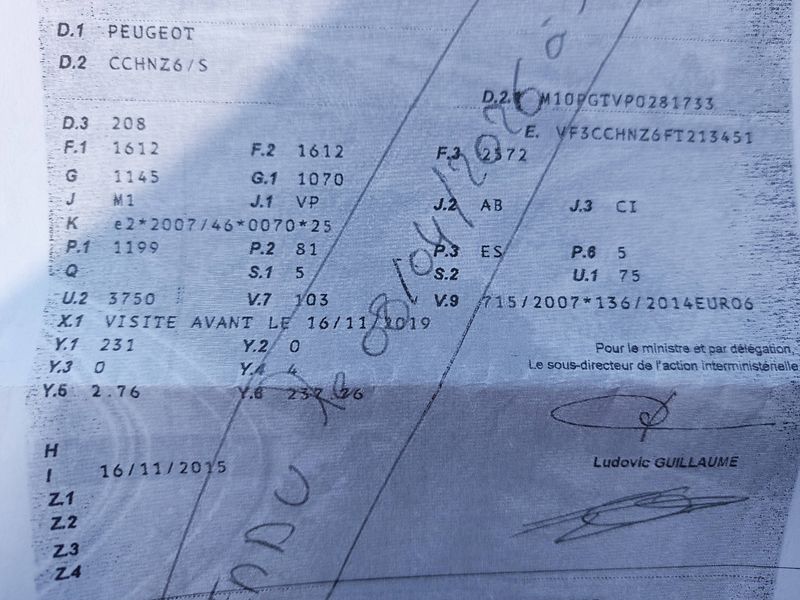 D.1 PEUGEOT
D.2 CCHNZ6/S
D.2.1 M10PGTVP0281733
D.3 208
E. VF3CCHNZ6FT213451
F.1 1612 F.2 1612 F.3 2572
G 1145 G.1 1070
J M1 J.1 VP J.2 AB J.3 CI
K e2*2007/46*0070*25
P.1 1199 P.2 81 P.3 ES P.6 5
Q S.1 5 S.2 U.1 75
U.2 3750 V.7 103 V.9 715/2007*136/2014EURO6
X.1 VISITE AVANT LE 16/11/2019
Y.1 231 Y.2 0
Pour le ministre et par délégation,
Y.3 0 Y.4 4
Le sous-directeur de l'action interministérielle
Y.5 2.76 Y.6 237.76
H
Ludovic GUILLAUME
I 16/11/2015
Z.1
Z.2
Z.3
Z.4
08/04/2026